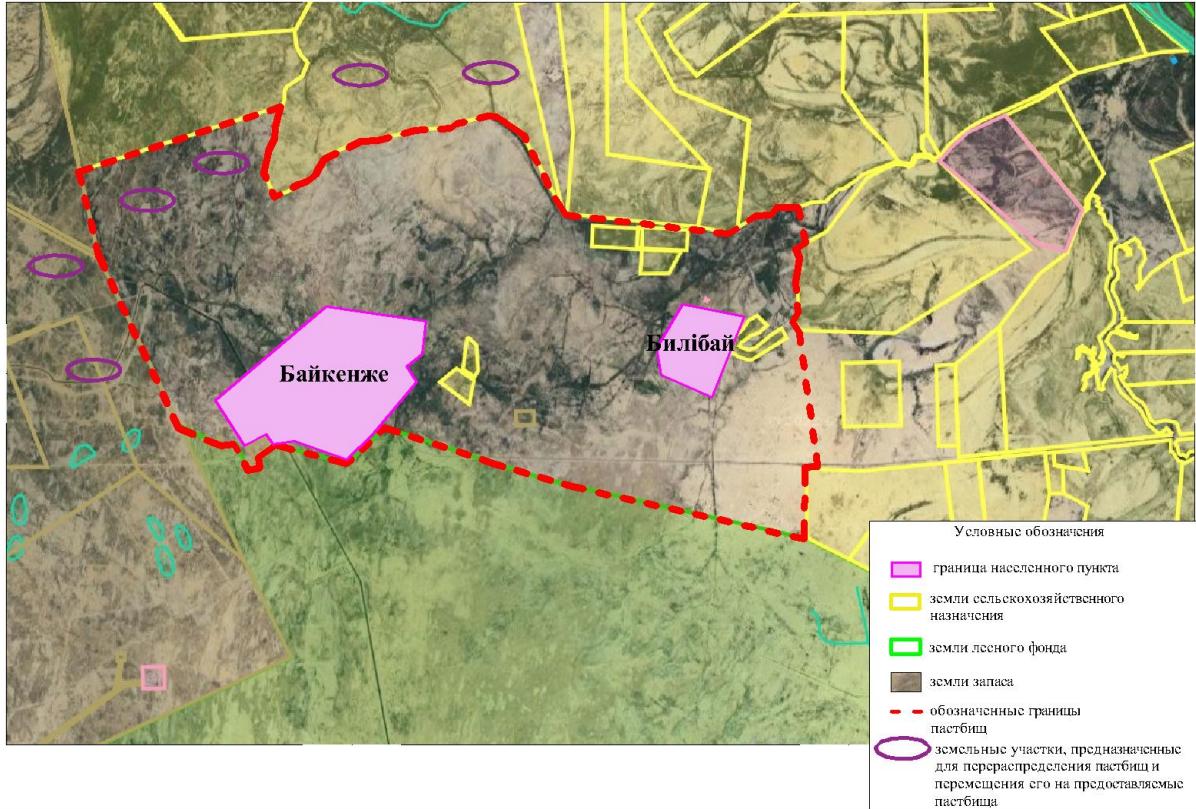 Байкенже
Билібай
Условные обозначения
граница населенного пункта
земли сельскохозяйственного
назначения
земли лесного фонда
земли запаса
обозначенные границы
пастбищ
земельные участки, предназначенные
для перераспределения пастбищ и
перемещения его на предоставляемые
пастбища